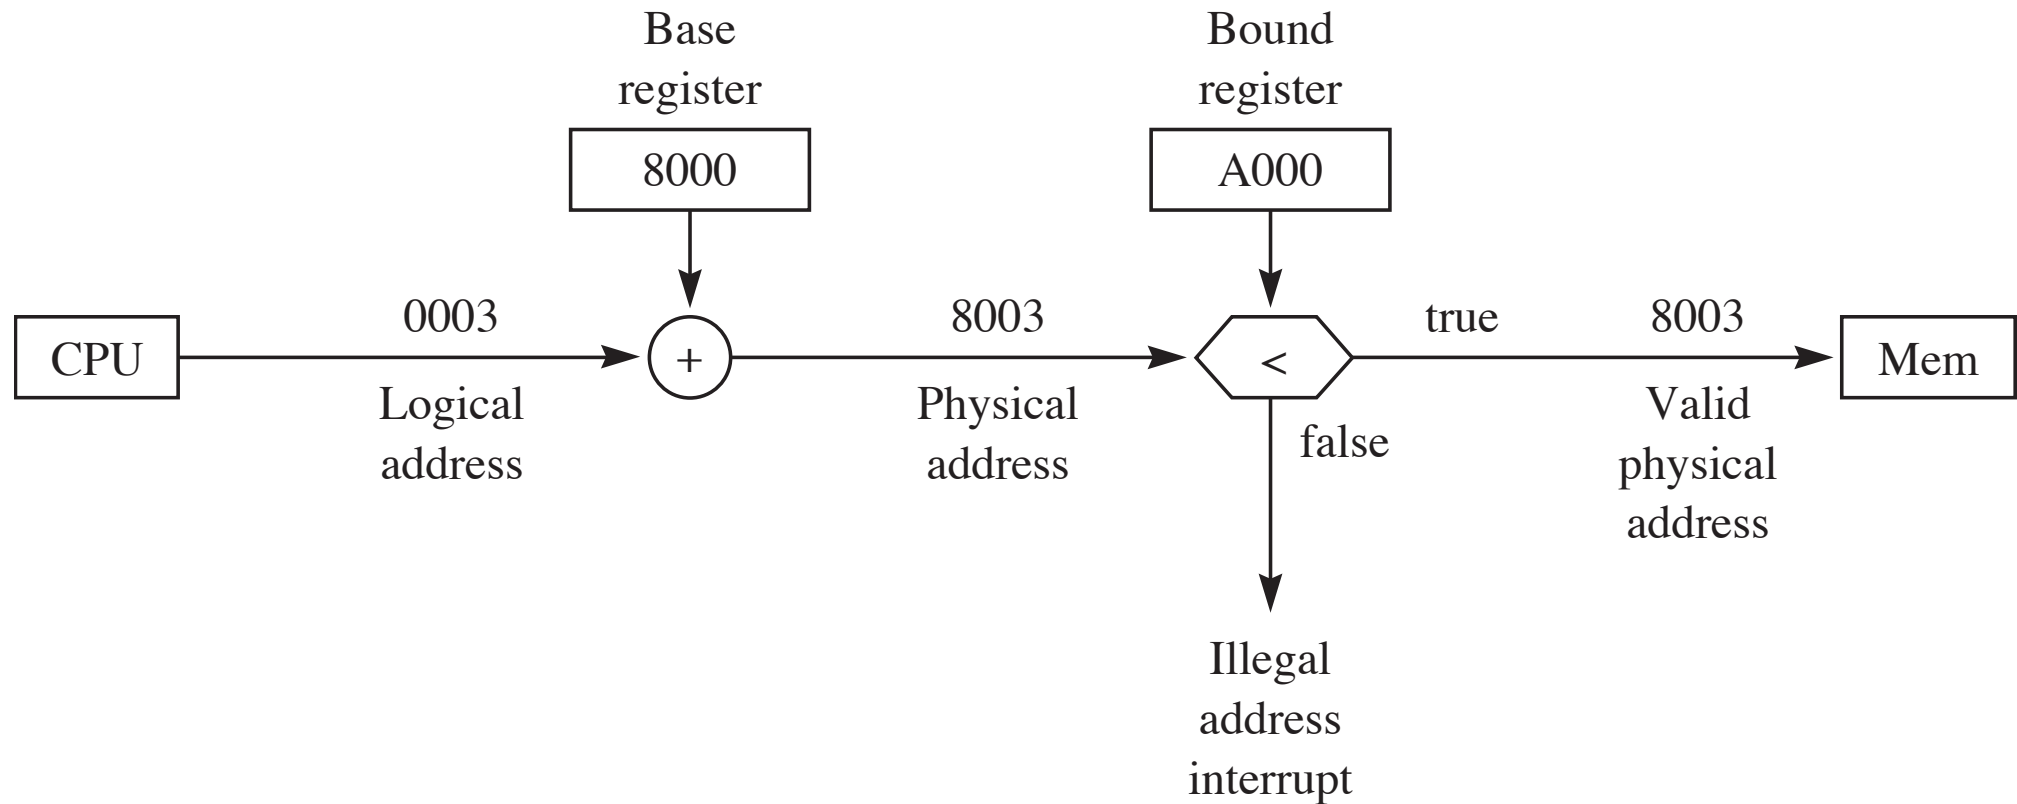 Base
register
8000
Bound
register
A000
CPU
0003
Logical
address
+
8003
Physical
address
<
true
false
8003
Valid
physical
address
Mem
Illegal
address
interrupt